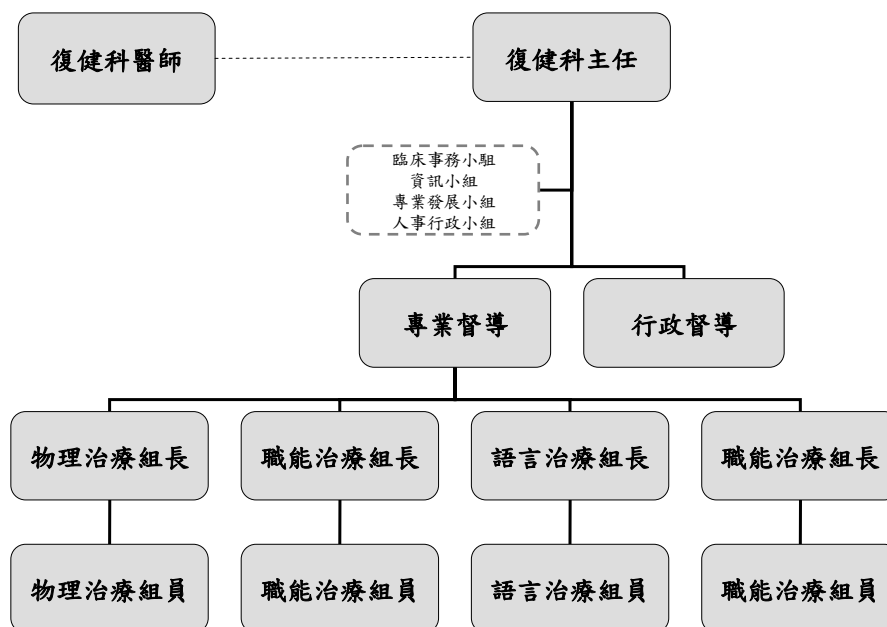 復健科醫師
復健科主任
臨床事務小駔
資訊小組
專業發展小組
人事行政小組
專業督導
行政督導
物理治療組長
職能治療組長
語言治療組長
職能治療組長
物理治療組員
職能治療組員
語言治療組員
職能治療組員